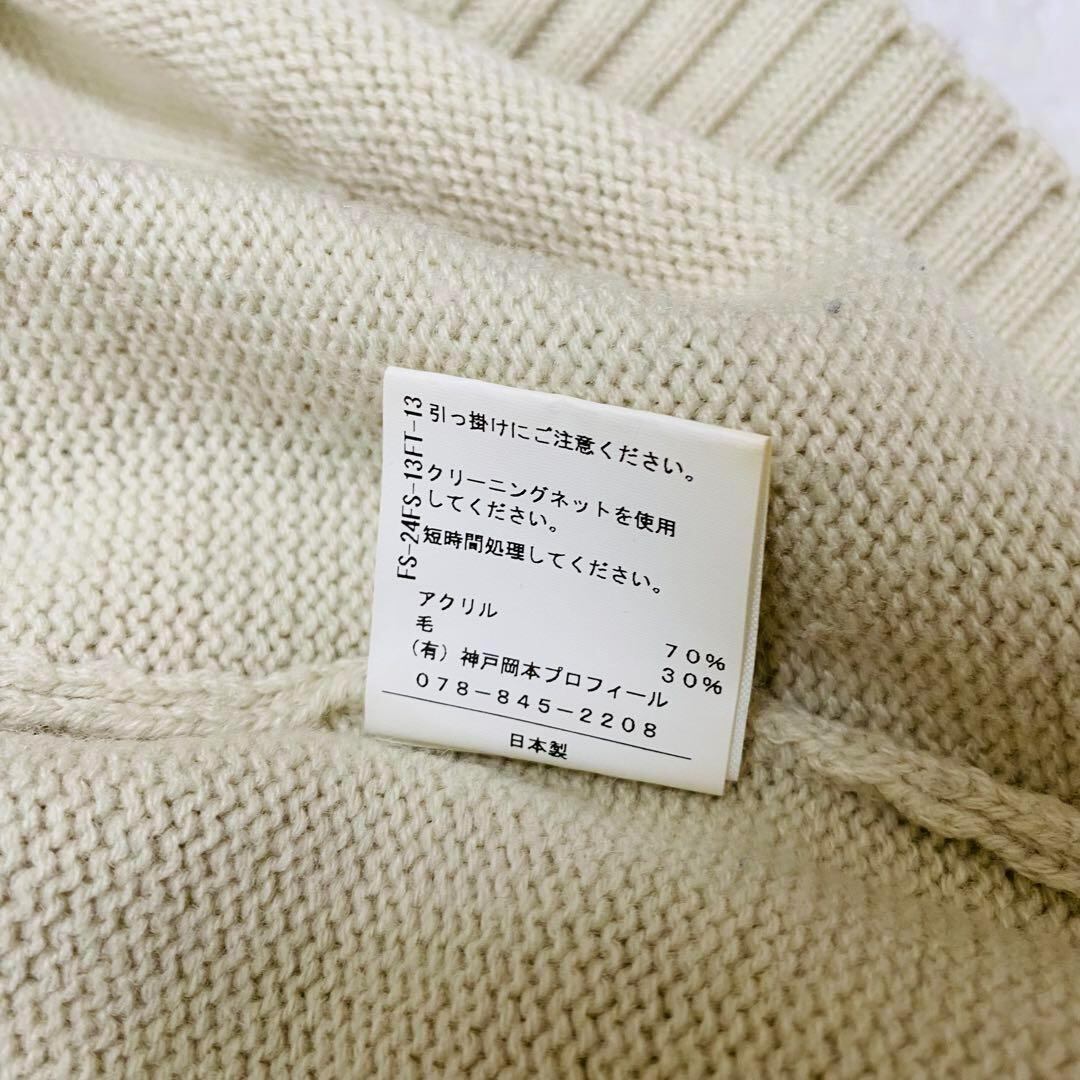 FS-24FS-13FT-13
引っ掛けにご注意ください。
クリーニングネットを使用
してください。
短時間処理してください。
アクリル 70%
毛 30%
(有)神戸岡本プロフィール
078-845-2208
日本製